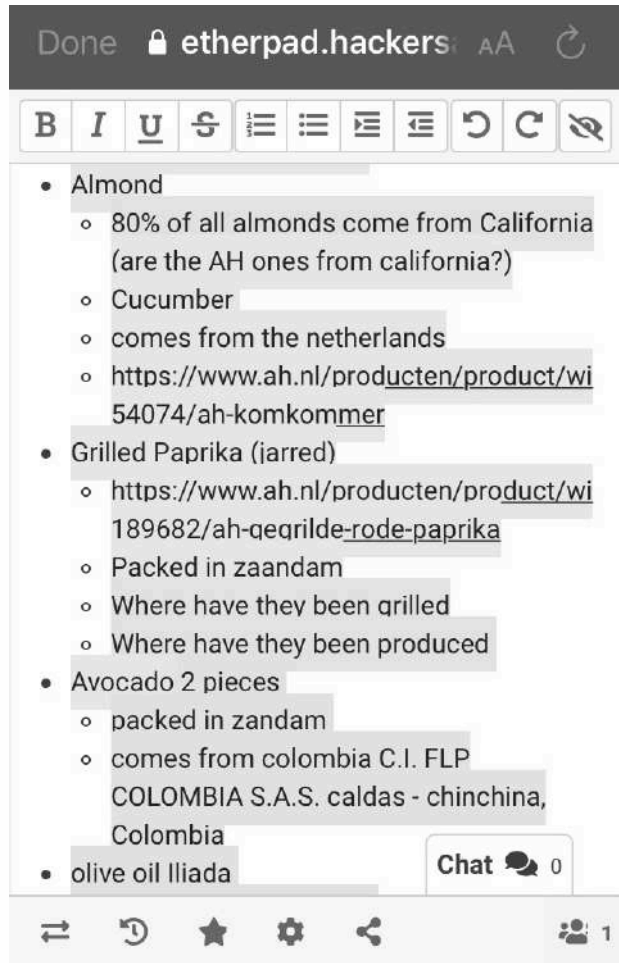 Done etherpad.hackers AA
B I U S
Almond
80% of all almonds come from California
(are the AH ones from california?)
Cucumber
comes from the netherlands
https://www.ah.nl/producten/product/wi
54074/ah-komkommer
Grilled Paprika (jarred)
https://www.ah.nl/producten/product/wi
189682/ah-gegrilde-rode-paprika
Packed in zaandam
Where have they been grilled
Where have they been produced
Avocado 2 pieces
packed in zandam
comes from colombia C.I. FLP
COLOMBIA S.A.S. caldas - chinchina,
Colombia
olive oil Iliada
Chat 0
1